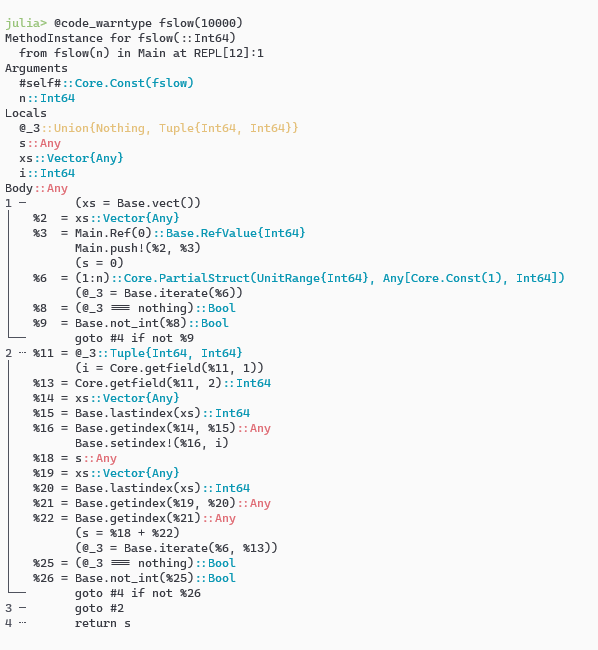 julia> @code_warntype fslow(10000)
MethodInstance for fslow(::Int64)
  from fslow(n) in Main at REPL[12]:1
Arguments
  #self#::Core.Const(fslow)
  n::Int64
Locals
  @_3::Union{Nothing, Tuple{Int64, Int64}}
  s::Any
  xs::Vector{Any}
  i::Int64
Body::Any
1 ─       (xs = Base.vect())
│   %2  = xs::Vector{Any}
│   %3  = Main.Ref(0)::Base.RefValue{Int64}
│         Main.push!(%2, %3)
│         (s = 0)
│   %6  = (1:n)::Core.PartialStruct(UnitRange{Int64}, Any[Core.Const(1), Int64])
│         (@_3 = Base.iterate(%6))
│   %8  = (@_3 === nothing)::Bool
│   %9  = Base.not_int(%8)::Bool
└──       goto #4 if not %9
2 ┄ %11 = @_3::Tuple{Int64, Int64}
│         (i = Core.getfield(%11, 1))
│   %13 = Core.getfield(%11, 2)::Int64
│   %14 = xs::Vector{Any}
│   %15 = Base.lastindex(xs)::Int64
│   %16 = Base.getindex(%14, %15)::Any
│         Base.setindex!(%16, i)
│   %18 = s::Any
│   %19 = xs::Vector{Any}
│   %20 = Base.lastindex(xs)::Int64
│   %21 = Base.getindex(%19, %20)::Any
│   %22 = Base.getindex(%21)::Any
│         (s = %18 + %22)
│         (@_3 = Base.iterate(%6, %13))
│   %25 = (@_3 === nothing)::Bool
│   %26 = Base.not_int(%25)::Bool
└──       goto #4 if not %26
3 ─       goto #2
4 ┄       return s